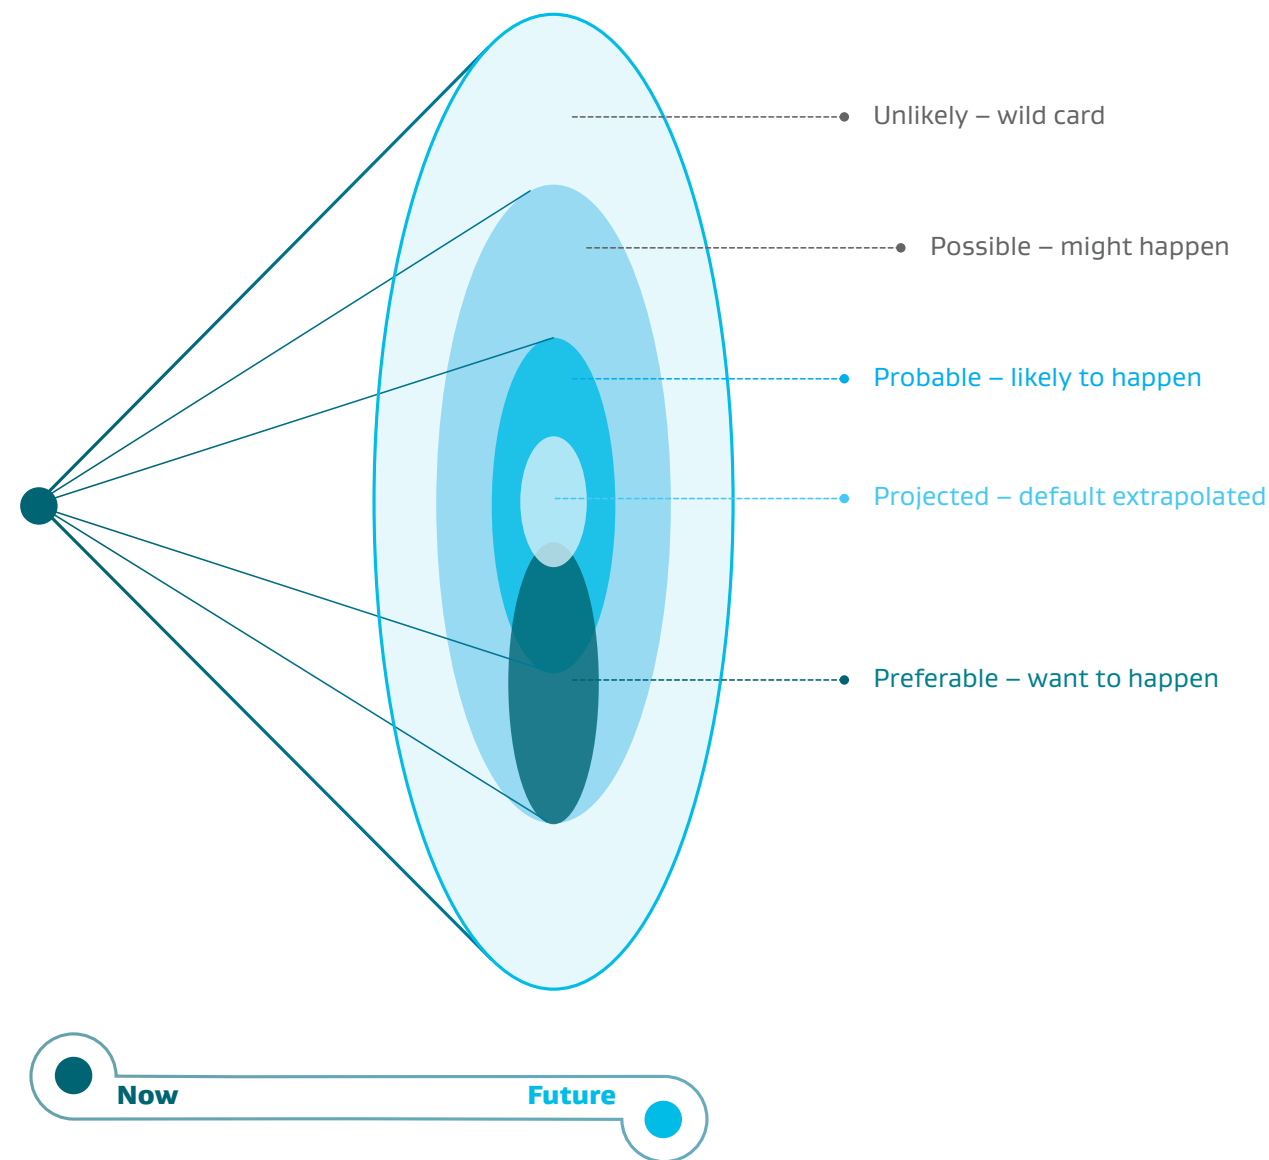 Unlikely – wild card
Possible – might happen
Probable – likely to happen
Projected – default extrapolated
Preferable – want to happen
Now
Future